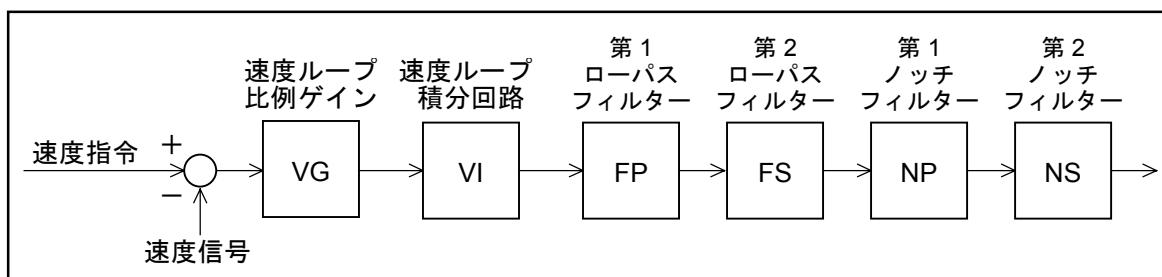 速度ループ
比例ゲイン
速度ループ
積分回路
第 1
ローパス
フィルター
第 2
ローパス
フィルター
第 1
ノッチ
フィルター
第 2
ノッチ
フィルター
速度指令
+
−
VG
VI
FP
FS
NP
NS
速度信号